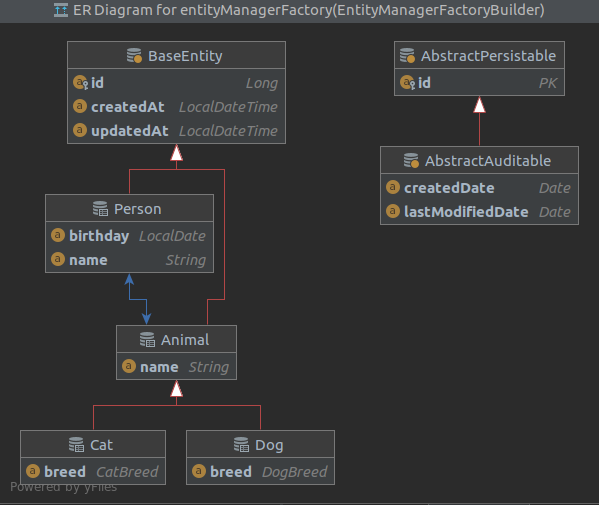 ER Diagram for entityManagerFactory(EntityManagerFactoryBuilder)
BaseEntity
id Long
createdAt LocalDateTime
updatedAt LocalDateTime
AbstractPersistable
id PK
AbstractAuditable
createdDate Date
lastModifiedDate Date
Person
birthday LocalDate
name String
Animal
name String
Cat
breed CatBreed
Dog
breed DogBreed
Powered by yFiles